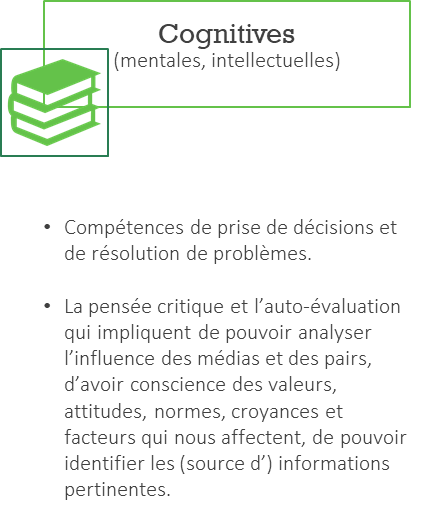 Cognitives
(mentales, intellectuelles)
• Compétences de prise de décisions et
de résolution de problèmes.
• La pensée critique et l’auto-évaluation
qui impliquent de pouvoir analyser
l’influence des médias et des pairs,
d’avoir conscience des valeurs,
attitudes, normes, croyances et
facteurs qui nous affectent, de pouvoir
identifier les (source d’) informations
pertinentes.